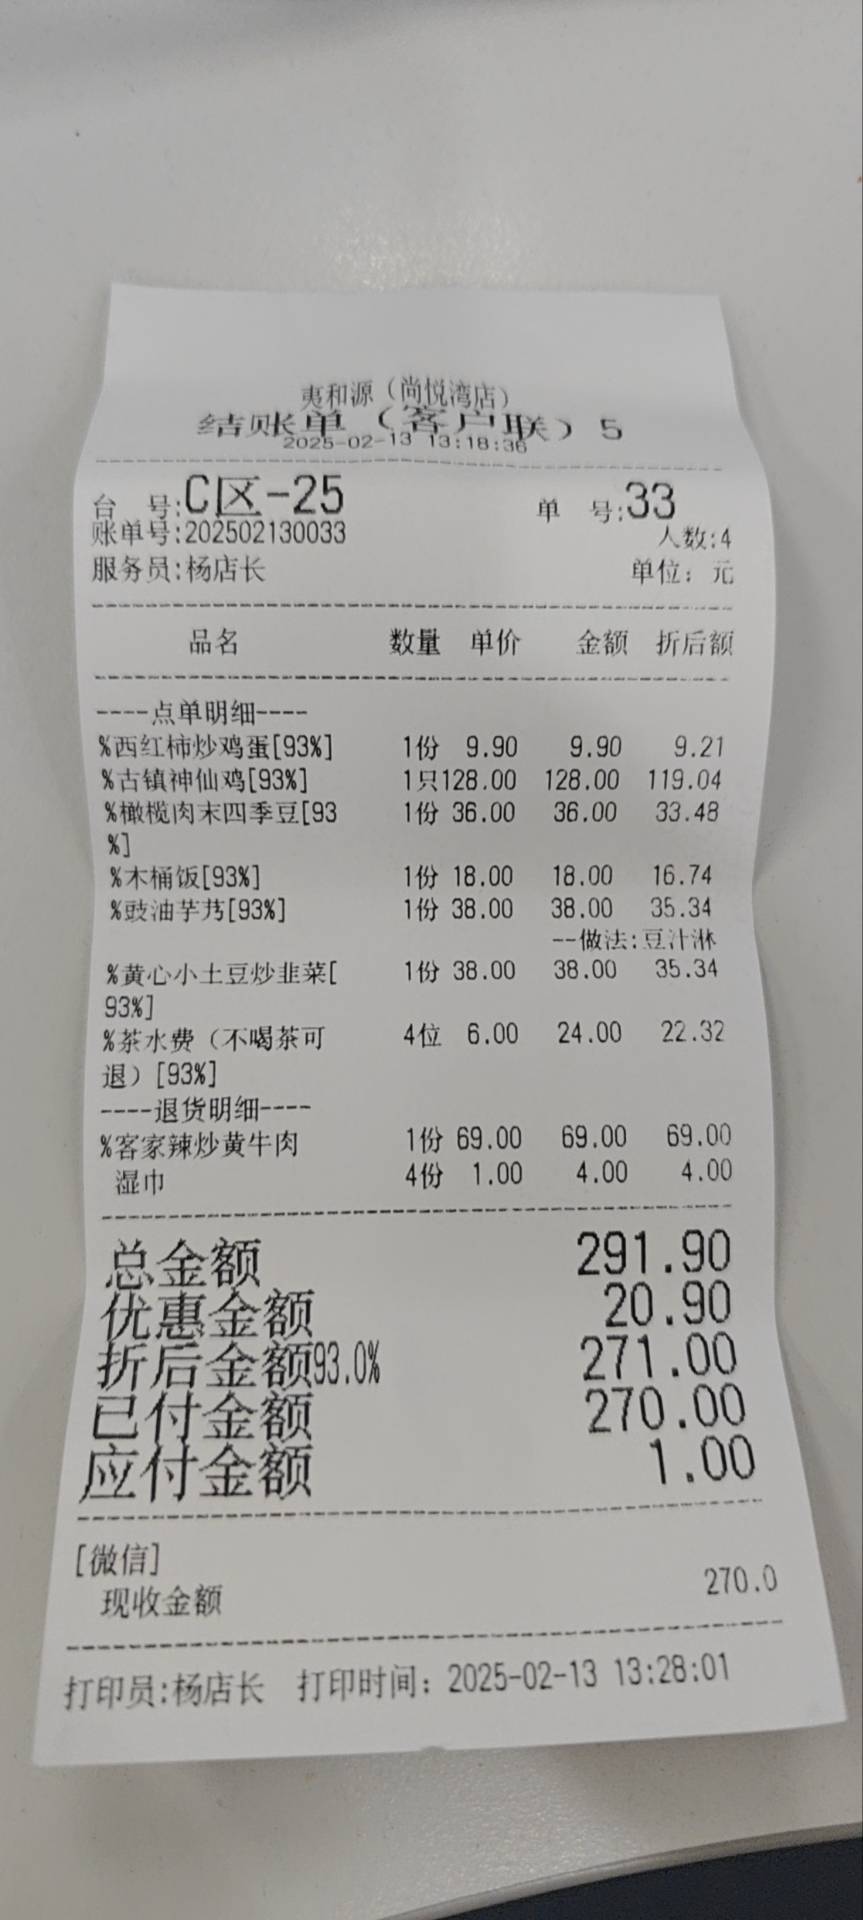 夷和源（尚悦湾店）
结账单（客户联）5
2025-02-13 13:18:36
台 号:C区-25 单 号:33
账单号:202502130033 人数:4
服务员:杨店长 单位：元
品名 数量 单价 金额 折后额
----点单明细----
%西红柿炒鸡蛋[93%] 1份 9.90 9.90 9.21
%古镇神仙鸡[93%] 1只128.00 128.00 119.04
%橄榄肉末四季豆[93 1份 36.00 36.00 33.48
%]
%木桶饭[93%] 1份 18.00 18.00 16.74
%豉油芋艿[93%] 1份 38.00 38.00 35.34
--做法:豆汁淋
%黄心小土豆炒韭菜[ 1份 38.00 38.00 35.34
93%]
%茶水费（不喝茶可 4位 6.00 24.00 22.32
退）[93%]
----退货明细----
%客家辣炒黄牛肉 1份 69.00 69.00 69.00
湿巾 4份 1.00 4.00 4.00
总金额 291.90
优惠金额 20.90
折后金额93.0% 271.00
已付金额 270.00
应付金额 1.00
[微信]
现收金额 270.0
打印员:杨店长 打印时间：2025-02-13 13:28:01